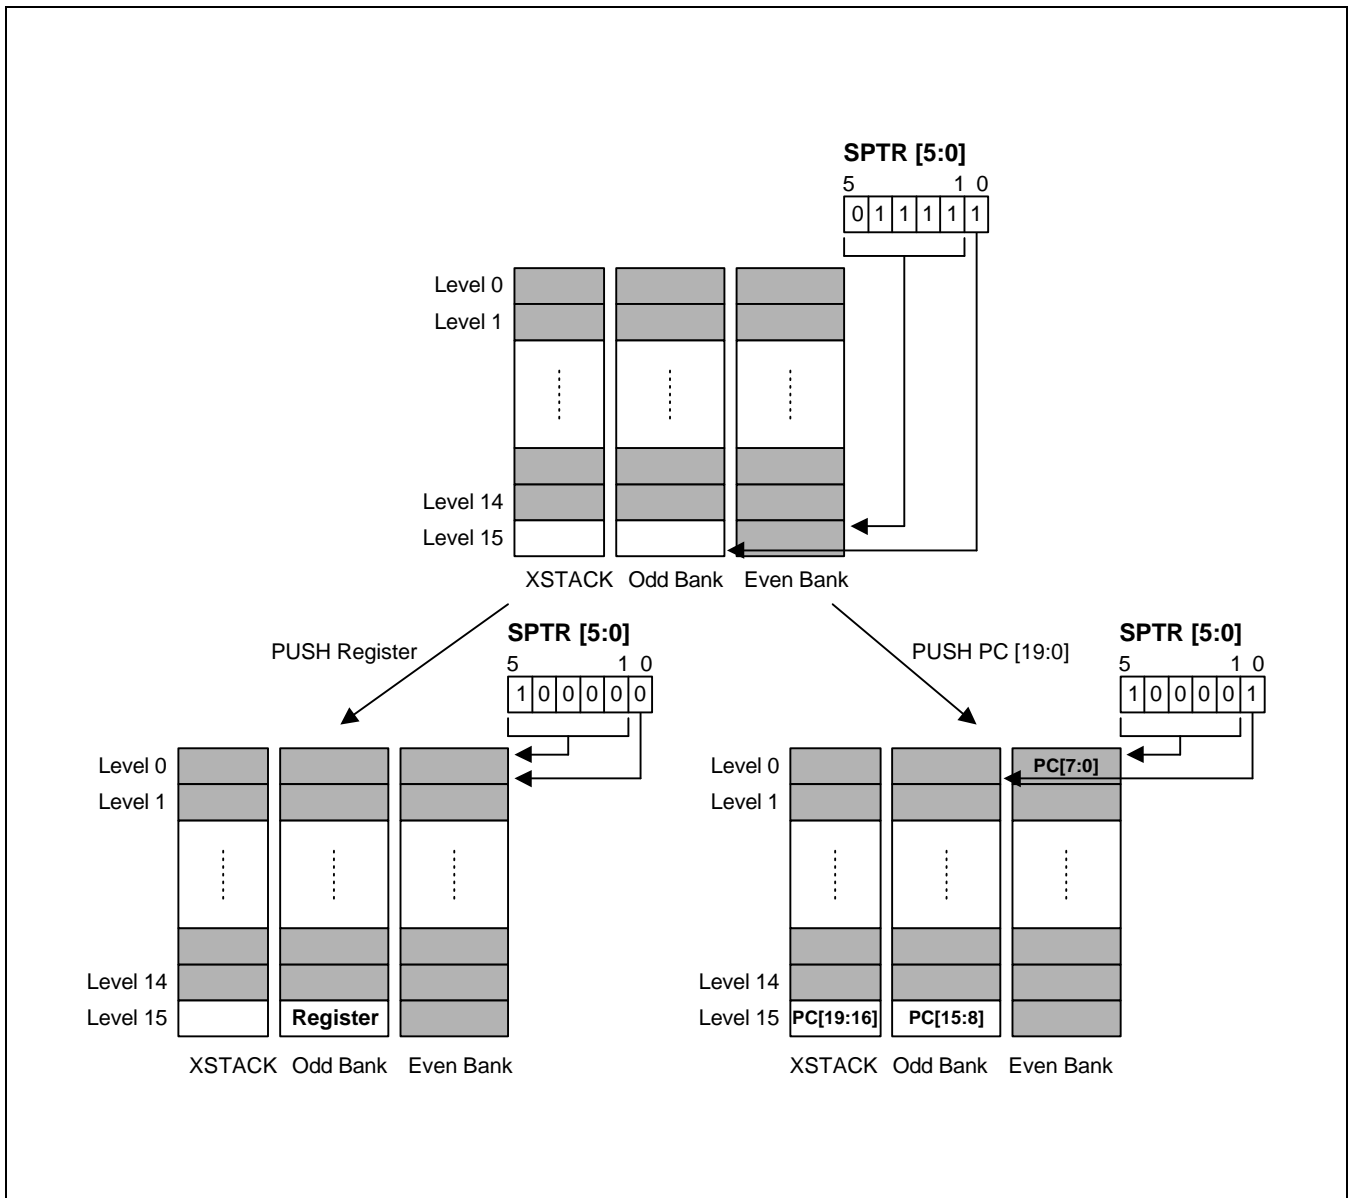 SPTR [5:0]
5 1 0
0 1 1 1 1 1
Level 0
Level 1
Level 14
Level 15
XSTACK Odd Bank Even Bank
PUSH Register
SPTR [5:0]
5 1 0
1 0 0 0 0 0
PUSH PC [19:0]
SPTR [5:0]
5 1 0
1 0 0 0 0 1
Level 0
Level 1
Level 14
Level 15
Register
XSTACK Odd Bank Even Bank
Level 0
PC[7:0]
Level 1
Level 14
Level 15
PC[19:16]
PC[15:8]
XSTACK Odd Bank Even Bank